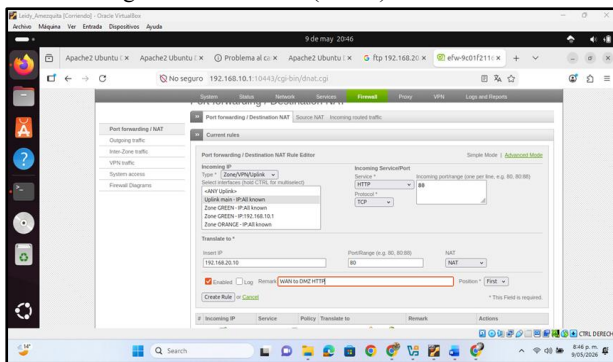 Leidy_Amezquita [Corriendo] - Oracle VirtualBox
Archivo Máquina Ver Entrada Dispositivos Ayuda
9 de may 20:46
Apache2 Ubuntu Apache2 Ubuntu Problema al ca Apache2 Ubuntu ftp 192.168.20 efw-9c01f211
No seguro 192.168.10.1:10443/cgi-bin/dnat.cgi
System Status Network Services Firewall Proxy VPN Logs and Reports
Port forwarding / Destination NAT
Port forwarding / Destination NAT Source NAT Incoming routed traffic
Port forwarding / NAT
Outgoing traffic
Inter-Zone traffic
VPN traffic
System access
Firewall Diagrams
Current rules
Port forwarding / Destination NAT Rule Editor Simple Mode | Advanced Mode
Incoming IP Incoming Service/Port
Type * Zone/VPN/Uplink Service * Incoming port/range (one per line, e.g. 80, 80:88)
Select interfaces (hold CTRL for multiselect) HTTP 80
<ANY Uplink> Protocol *
Uplink main - IP:All known TCP
Zone GREEN - IP:All known
Zone GREEN - IP:192.168.10.1
Zone ORANGE - IP:All known
Translate to *
Insert IP Port/Range (e.g. 80, 80:88) NAT
192.168.20.10 80 NAT
Enabled Log Remark WAN to DMZ HTTP Position * First
Create Rule or Cancel * This Field is required.
# Incoming IP Service Policy Translate to Remark Actions
CTRL DERECH
14° Search 8:46 p.m.